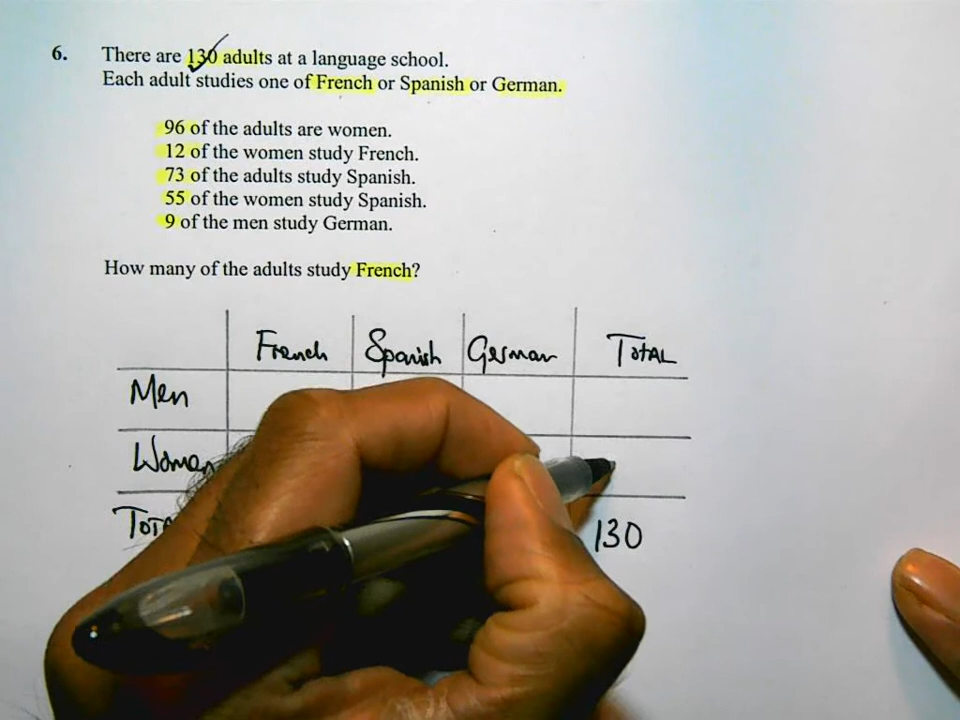 6. There are 130 adults at a language school.
Each adult studies one of French or Spanish or German.
96 of the adults are women.
12 of the women study French.
73 of the adults study Spanish.
55 of the women study Spanish.
9 of the men study German.
How many of the adults study French?
French Spanish German TOTAL
Men
Women
130